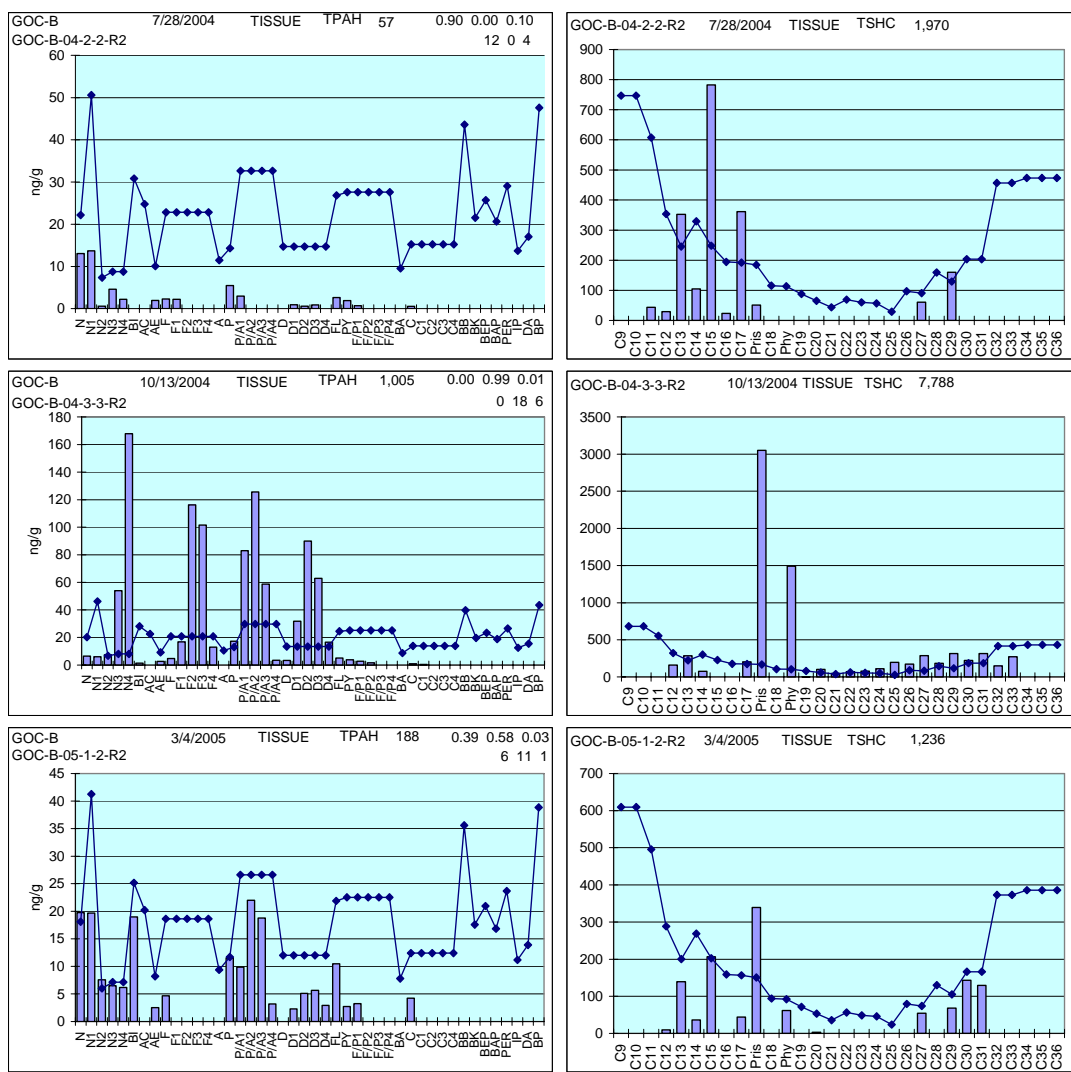 GOC-B 7/28/2004 TISSUE TPAH 57 0.90 0.00 0.10
GOC-B-04-2-2-R2 12 0 4
60
50
40
30
20
10
0
ng/g
N N1 N2 N3 N4 BI AC AE F F1 F2 F3 F4 A P P/A1 P/A2 P/A3 P/A4 D D1 D2 D3 D4 FL PY F/P1 F/P2 F/P3 F/P4 BA C C1 C2 C3 C4 BB BK BEP BAP PER IP DA BP
GOC-B-04-2-2-R2 7/28/2004 TISSUE TSHC 1,970
900
800
700
600
500
400
300
200
100
0
C9 C10 C11 C12 C13 C14 C15 C16 C17 Pris C18 Phy C19 C20 C21 C22 C23 C24 C25 C26 C27 C28 C29 C30 C31 C32 C33 C34 C35 C36
GOC-B 10/13/2004 TISSUE TPAH 1,005 0.00 0.99 0.01
GOC-B-04-3-3-R2 0 18 6
180
160
140
120
100
80
60
40
20
0
ng/g
N N1 N2 N3 N4 BI AC AE F F1 F2 F3 F4 A P P/A1 P/A2 P/A3 P/A4 D D1 D2 D3 D4 FL PY F/P1 F/P2 F/P3 F/P4 BA C C1 C2 C3 C4 BB BK BEP BAP PER IP DA BP
GOC-B-04-3-3-R2 10/13/2004 TISSUE TSHC 7,788
3500
3000
2500
2000
1500
1000
500
0
C9 C10 C11 C12 C13 C14 C15 C16 C17 Pris C18 Phy C19 C20 C21 C22 C23 C24 C25 C26 C27 C28 C29 C30 C31 C32 C33 C34 C35 C36
GOC-B 3/4/2005 TISSUE TPAH 188 0.39 0.58 0.03
GOC-B-05-1-2-R2 6 11 1
45
40
35
30
25
20
15
10
5
0
ng/g
N N1 N2 N3 N4 BI AC AE F F1 F2 F3 F4 A P P/A1 P/A2 P/A3 P/A4 D D1 D2 D3 D4 FL PY F/P1 F/P2 F/P3 F/P4 BA C C1 C2 C3 C4 BB BK BEP BAP PER IP DA BP
GOC-B-05-1-2-R2 3/4/2005 TISSUE TSHC 1,236
700
600
500
400
300
200
100
0
C9 C10 C11 C12 C13 C14 C15 C16 C17 Pris C18 Phy C19 C20 C21 C22 C23 C24 C25 C26 C27 C28 C29 C30 C31 C32 C33 C34 C35 C36